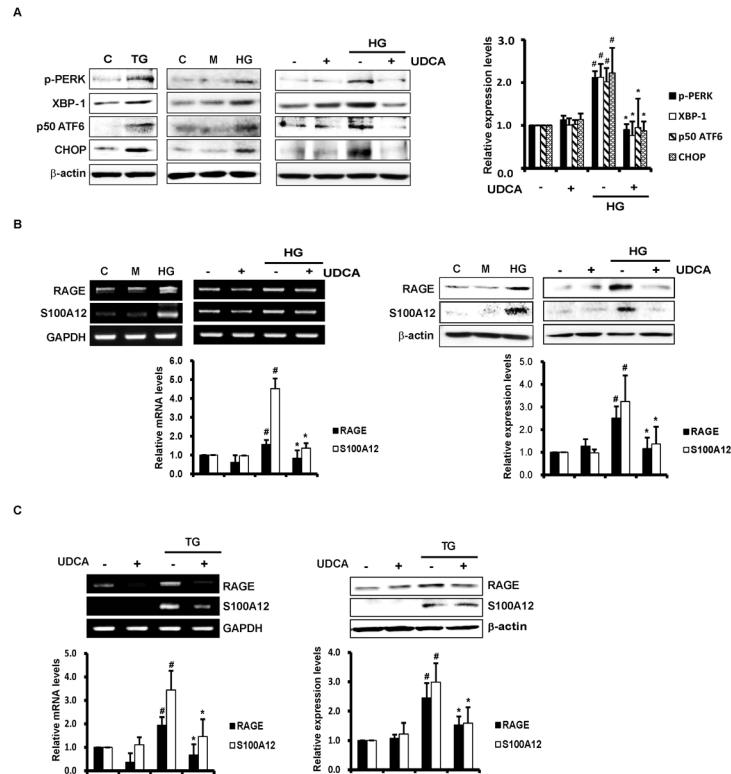 A
HG
C TG C M HG - + - + UDCA
p-PERK
XBP-1
p50 ATF6
CHOP
β-actin
Relative expression levels
3.0
2.0
1.0
0.0
# # # #
* * * *
p-PERK
XBP-1
p50 ATF6
CHOP
UDCA - + - +
HG
B
HG
C M HG - + - + UDCA
RAGE
S100A12
GAPDH
Relative mRNA levels
6.0
5.0
4.0
3.0
2.0
1.0
0.0
# #
* *
RAGE
S100A12
HG
C M HG - + - + UDCA
RAGE
S100A12
β-actin
Relative expression levels
5.0
4.0
3.0
2.0
1.0
0.0
# #
* *
RAGE
S100A12
C
TG
UDCA - + - +
RAGE
S100A12
GAPDH
Relative mRNA levels
5.0
4.0
3.0
2.0
1.0
0.0
# #
* *
RAGE
S100A12
TG
UDCA - + - +
RAGE
S100A12
β-actin
Relative expression levels
4.0
3.0
2.0
1.0
0.0
# #
* *
RAGE
S100A12